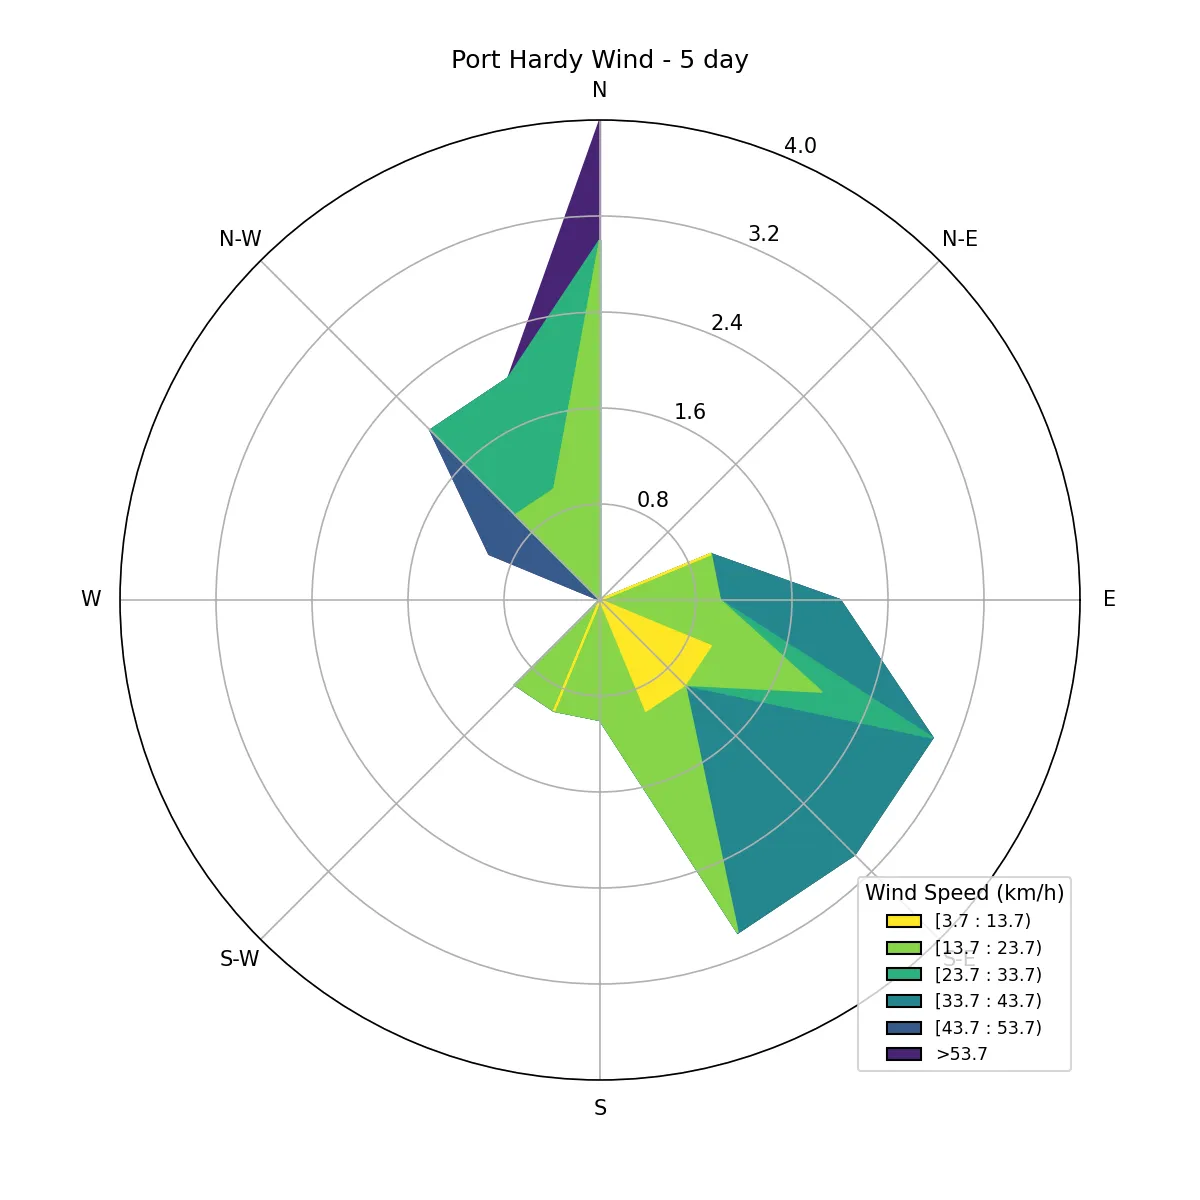 Port Hardy Wind - 5 day
N
4.0
N-W
N-E
3.2
2.4
1.6
0.8
W
E
S-W
S-E
S
Wind Speed (km/h)
[3.7 : 13.7)
[13.7 : 23.7)
[23.7 : 33.7)
[33.7 : 43.7)
[43.7 : 53.7)
>53.7